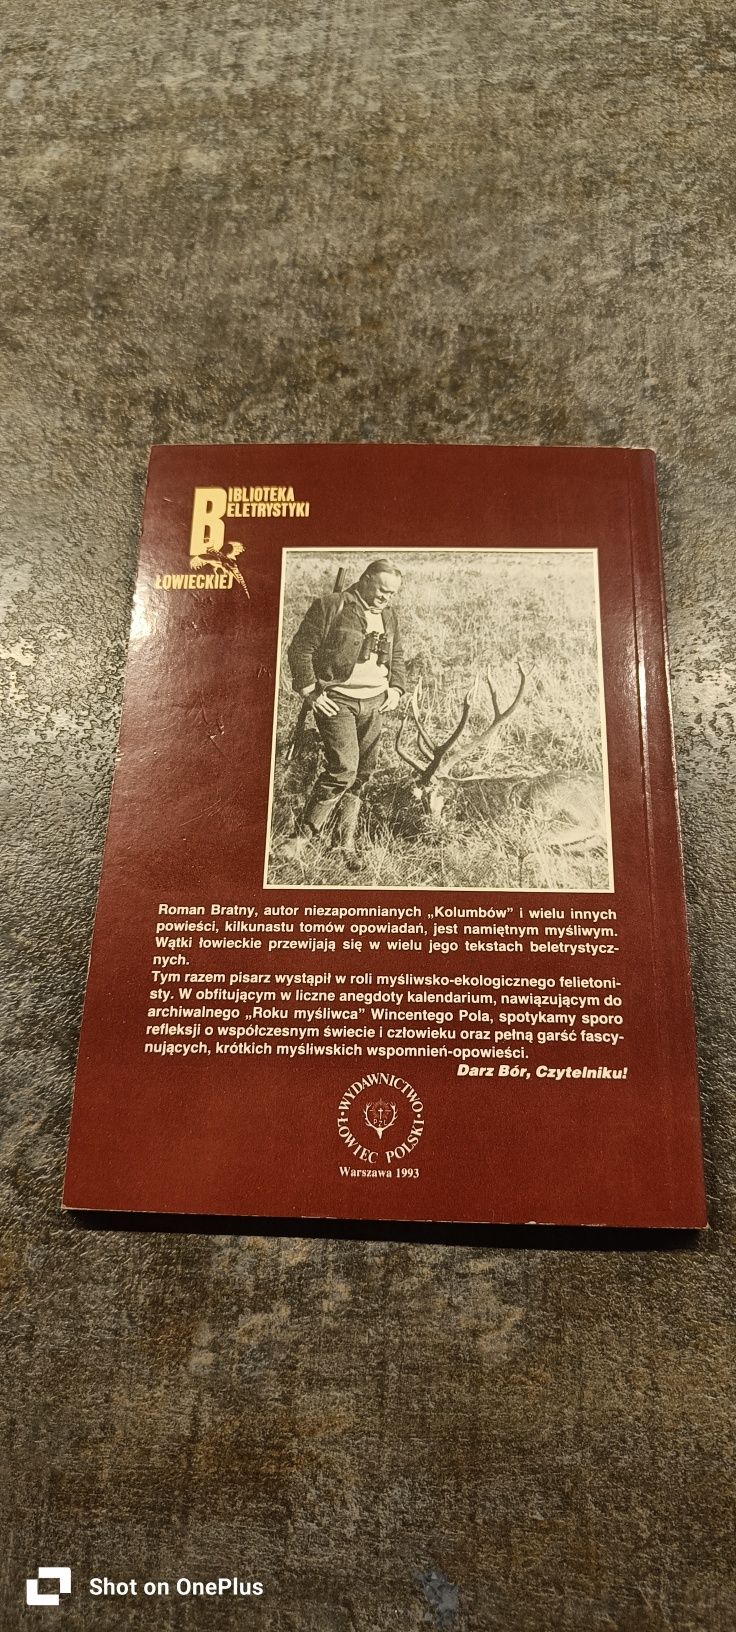 BIBLIOTEKA
BELETRYSTYKI
ŁOWIECKIEJ
Roman Bratny, autor niezapomnianych „Kolumbów” i wielu innych
powieści, kilkunastu tomów opowiadań, jest namiętnym myśliwym.
Wątki łowieckie przewijają się w wielu jego tekstach beletrystycz-
nych.
Tym razem pisarz wystąpił w roli myśliwsko-ekologicznego felietoni-
sty. W obfitującym w liczne anegdoty kalendarium, nawiązującym do
archiwalnego „Roku myśliwca” Wincentego Pola, spotykamy sporo
refleksji o współczesnym świecie i człowieku oraz pełną garść fascy-
nujących, krótkich myśliwskich wspomnień-opowieści.
Darz Bór, Czytelniku!
WYDAWNICTWO
ŁOWIEC POLSKI
Warszawa 1993
Shot on OnePlus